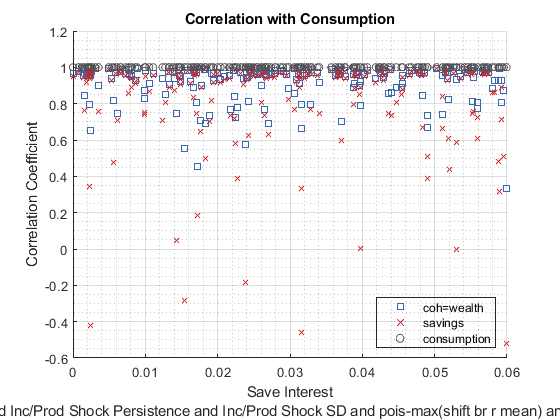 Correlation with Consumption
1.2
1
0.8
0.6
0.4
0.2
0
-0.2
-0.4
-0.6
Correlation Coefficient
coh=wealth
savings
consumption
0
0.01
0.02
0.03
0.04
0.05
0.06
Save Interest
d Inc/Prod Shock Persistence and Inc/Prod Shock SD and pois-max(shift br r mean) an